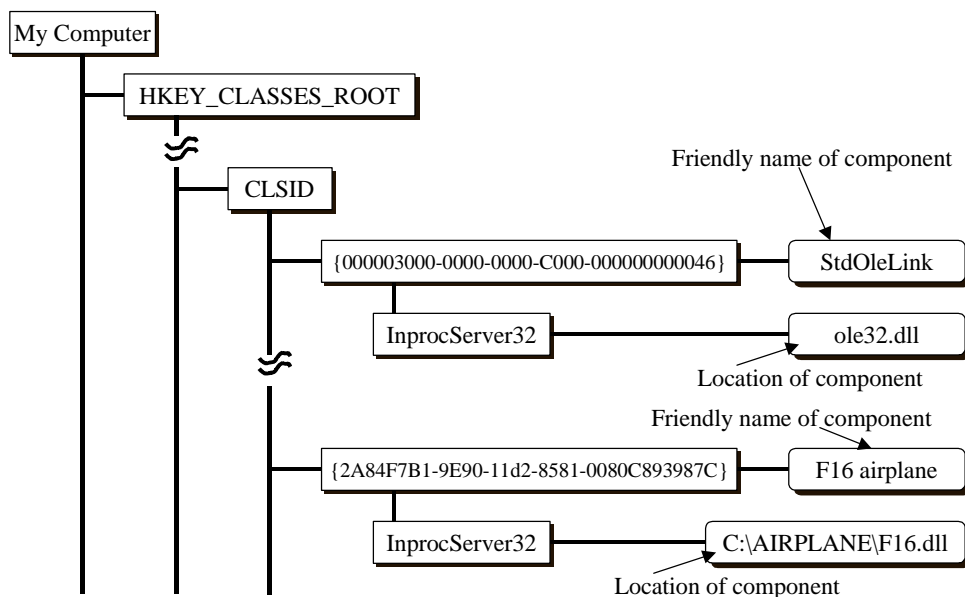 My Computer
HKEY_CLASSES_ROOT
Friendly name of component
CLSID
{000003000-0000-0000-C000-000000000046}
StdOleLink
InprocServer32
ole32.dll
Location of component
Friendly name of component
{2A84F7B1-9E90-11d2-8581-0080C893987C}
F16 airplane
InprocServer32
C:\AIRPLANE\F16.dll
Location of component